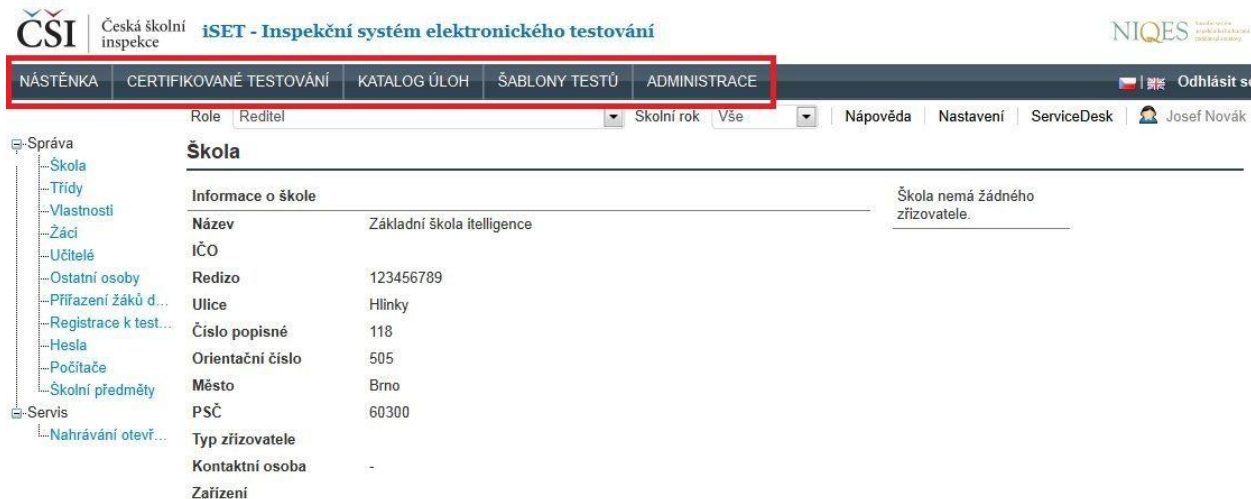 ČŠI Česká školní inspekce iSET - Inspekční systém elektronického testování NIQES
NÁSTĚNKA CERTIFIKOVANÉ TESTOVÁNÍ KATALOG ÚLOH ŠABLONY TESTŮ ADMINISTRACE Odhlásit se
Role Ředitel Školní rok Vše Nápověda Nastavení ServiceDesk Josef Novák
Správa
Škola
Třídy
Vlastnosti
Žáci
Učitelé
Ostatní osoby
Přiřazení žáků d...
Registrace k test...
Hesla
Počítače
Školní předměty
Servis
Nahrávání otevř...
Škola
Informace o škole
Název Základní škola itelligence
IČO
Redizo 123456789
Ulice Hlinky
Číslo popisné 118
Orientační číslo 505
Město Brno
PSČ 60300
Typ zřizovatele
Kontaktní osoba -
Zařízení
Škola nemá žádného
zřizovatele.